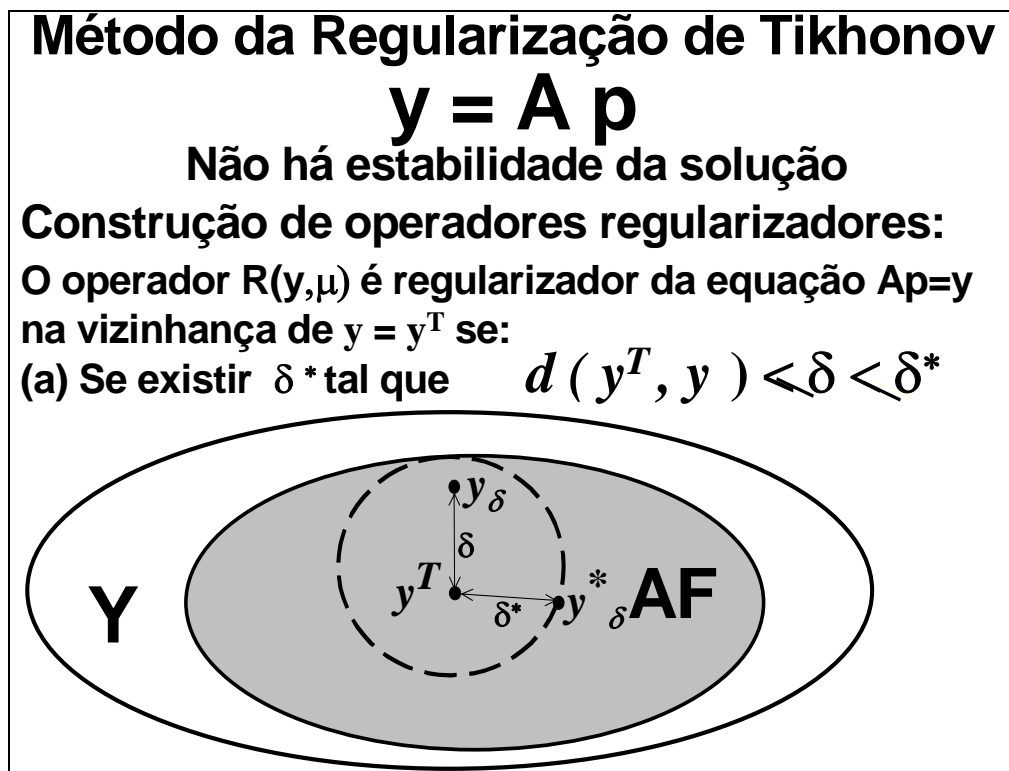 Método da Regularização de Tikhonov
y = A p
Não há estabilidade da solução
Construção de operadores regularizadores:
O operador R(y,μ) é regularizador da equação Ap=y
na vizinhança de y = y^T se:
(a) Se existir δ * tal que d ( y^T, y ) ≤ δ ≤ δ*
y_δ
δ
y^T
δ*
y*_δ
AF
Y